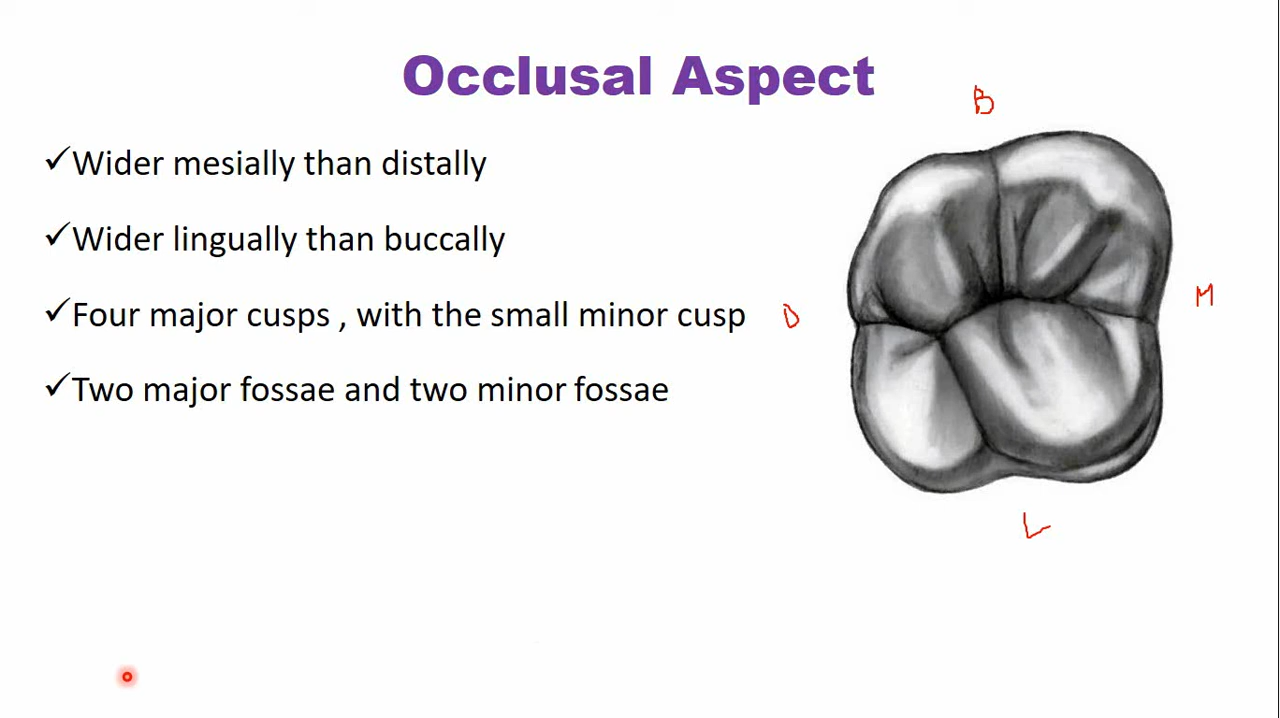 Occlusal Aspect
B
✓Wider mesially than distally
✓Wider lingually than buccally
M
✓Four major cusps , with the small minor cusp
D
✓Two major fossae and two minor fossae
L